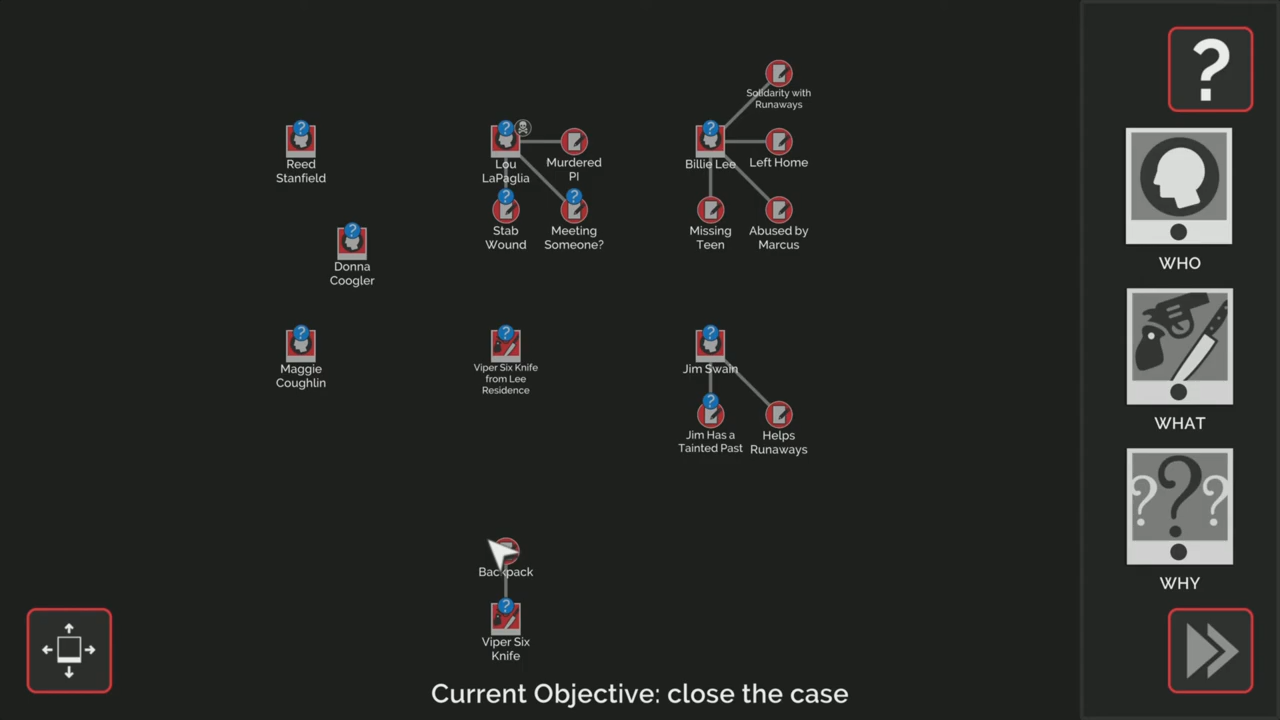 Solidarity with
Runaways
Reed
Stanfield
Lou
LaPaglia
Murdered
PI
Billie Lee
Left Home
Stab
Wound
Meeting
Someone?
Missing
Teen
Abused by
Marcus
Donna
Coogler
Maggie
Coughlin
Viper Six Knife
from Lee
Residence
Jim Swain
Jim Has a
Tainted Past
Helps
Runaways
Backpack
Viper Six
Knife
Current Objective: close the case
?
WHO
WHAT
? ? ?
WHY